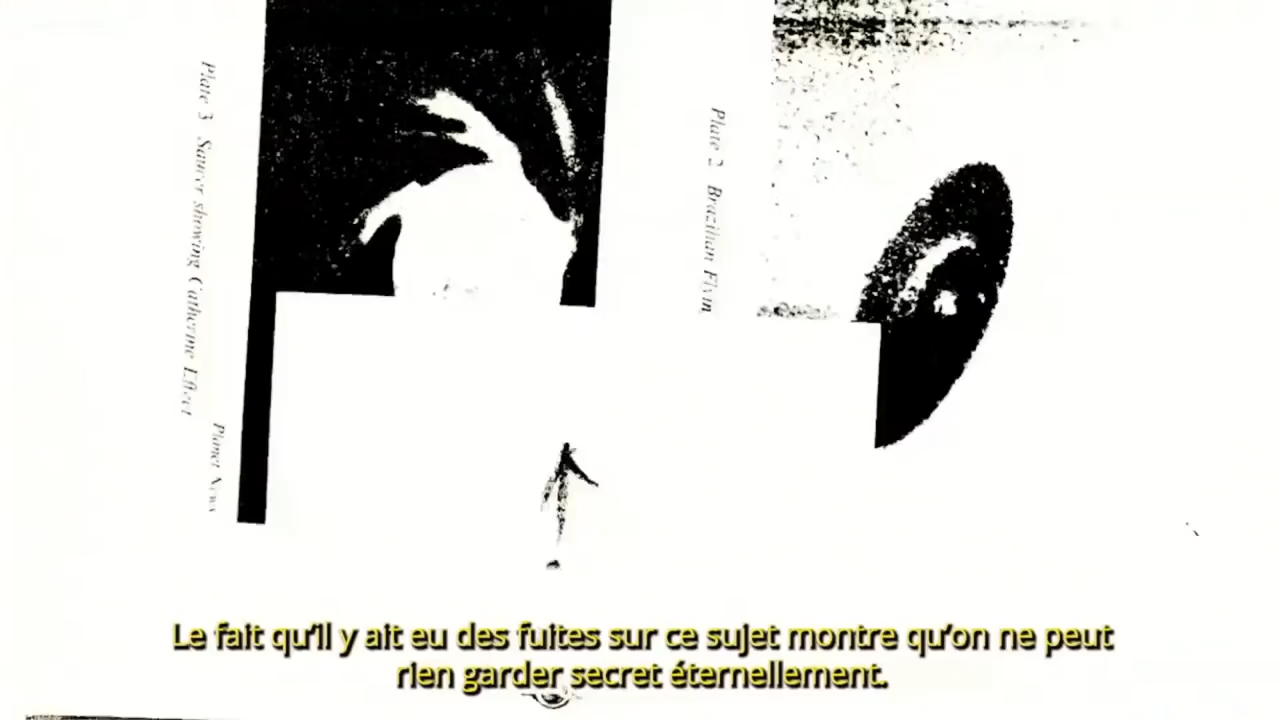 Plate 3 Saucer showing Catherine Effect
Planet News
Plate 2 Brazilian
Le fait qu'il y ait eu des fuites sur ce sujet montre qu'on ne peut
rien garder secret éternellement.